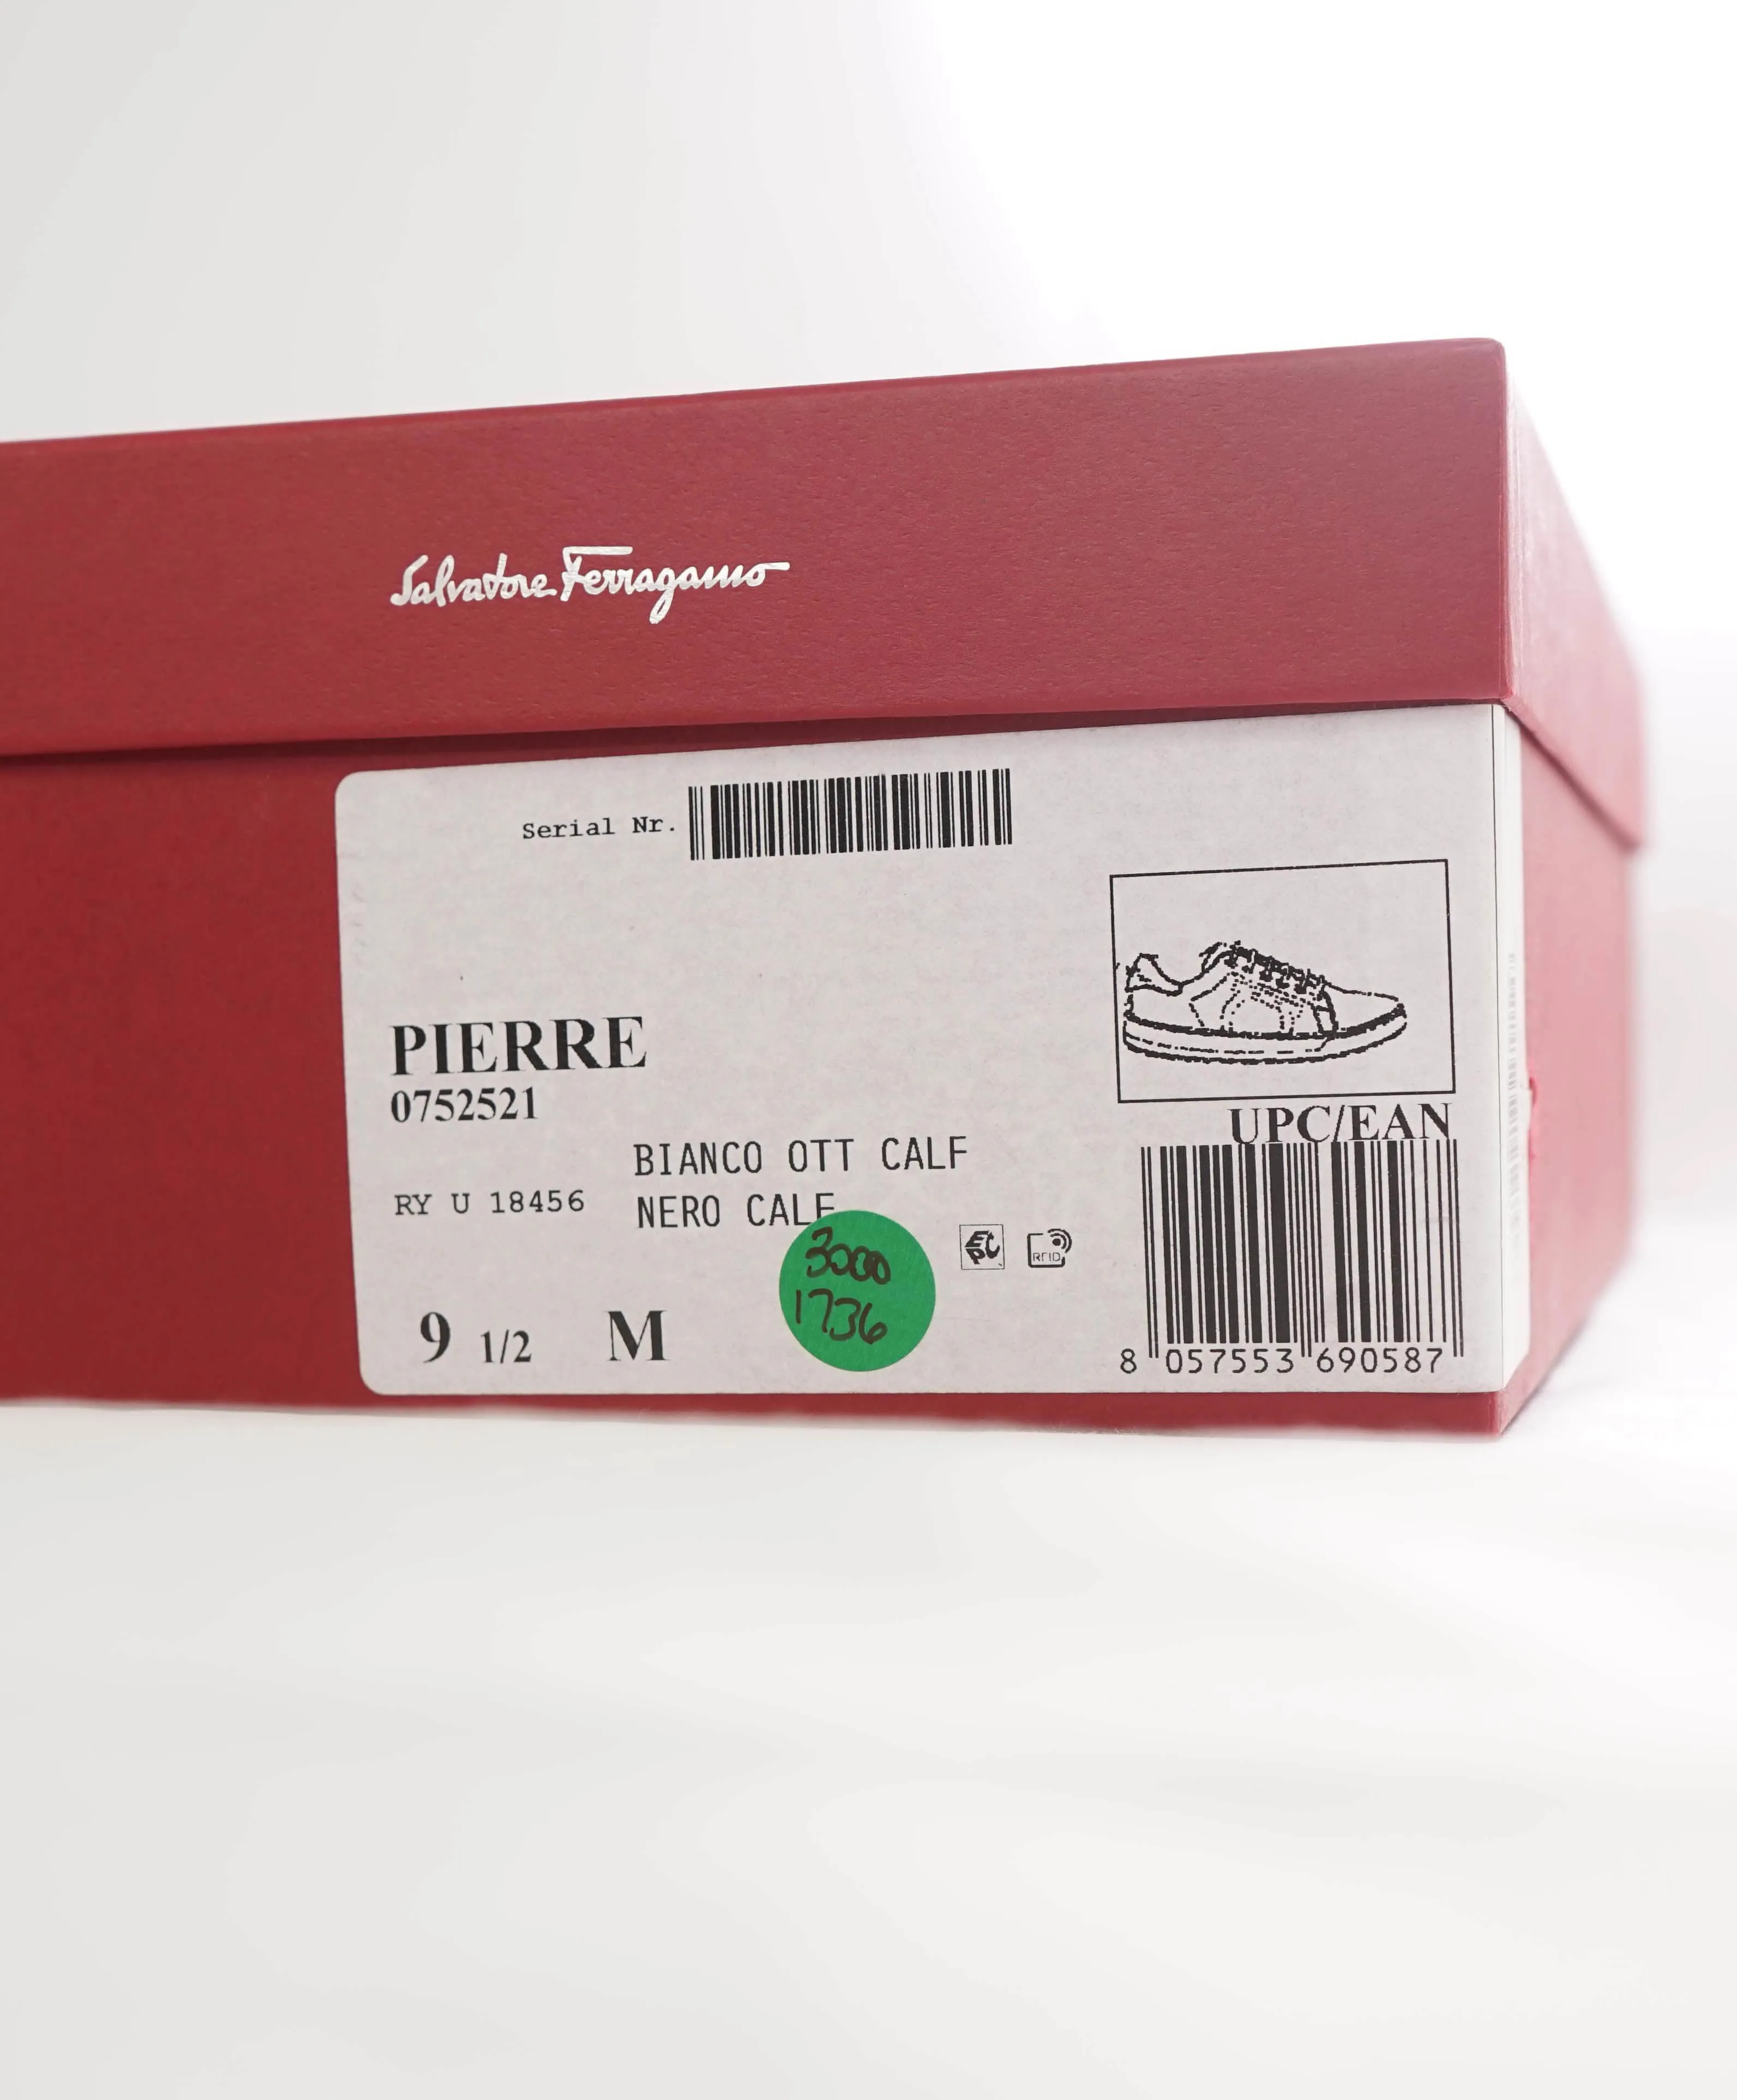 Salvatore Ferragamo
Serial Nr.
PIERRE
0752521
UPC/EAN
BIANCO OTT CALF
RY U 18456
NERO CALF
3000
1736
EPC
RFID
9 1/2 M
8 057553 690587